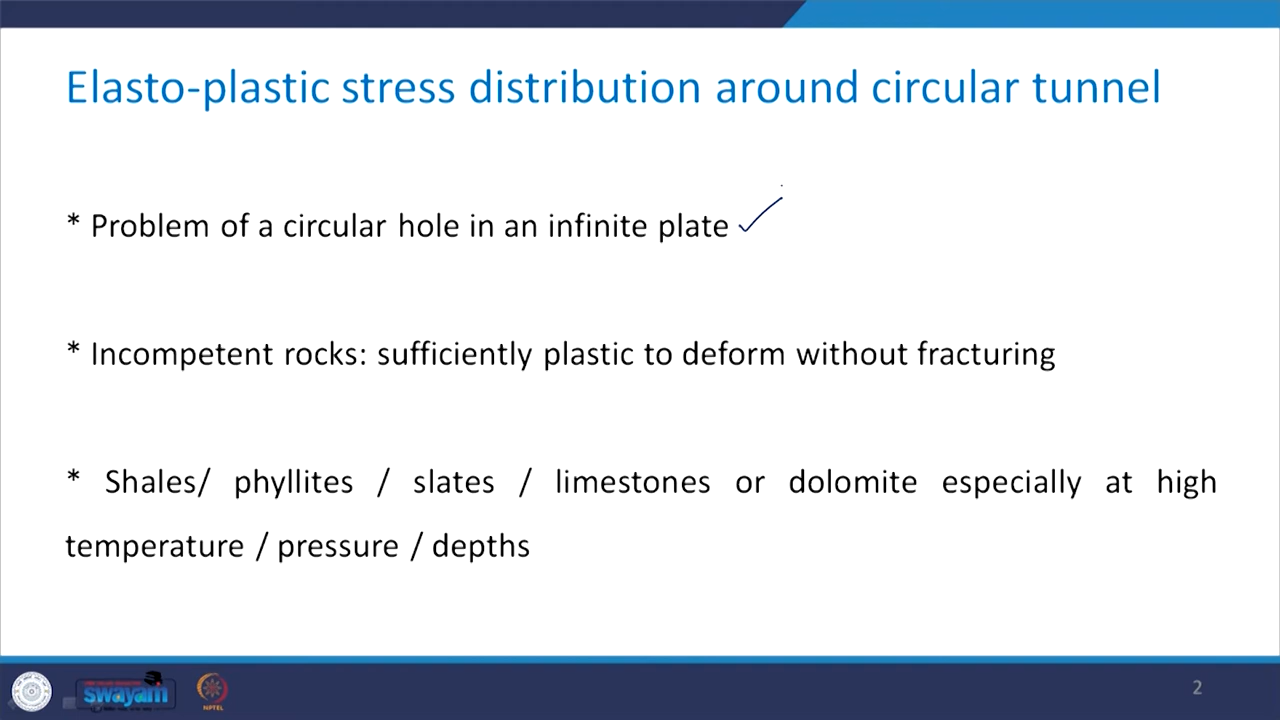 Elasto-plastic stress distribution around circular tunnel
* Problem of a circular hole in an infinite plate
* Incompetent rocks: sufficiently plastic to deform without fracturing
* Shales/ phyllites / slates / limestones or dolomite especially at high
temperature / pressure / depths
swayam
NPTEL
2